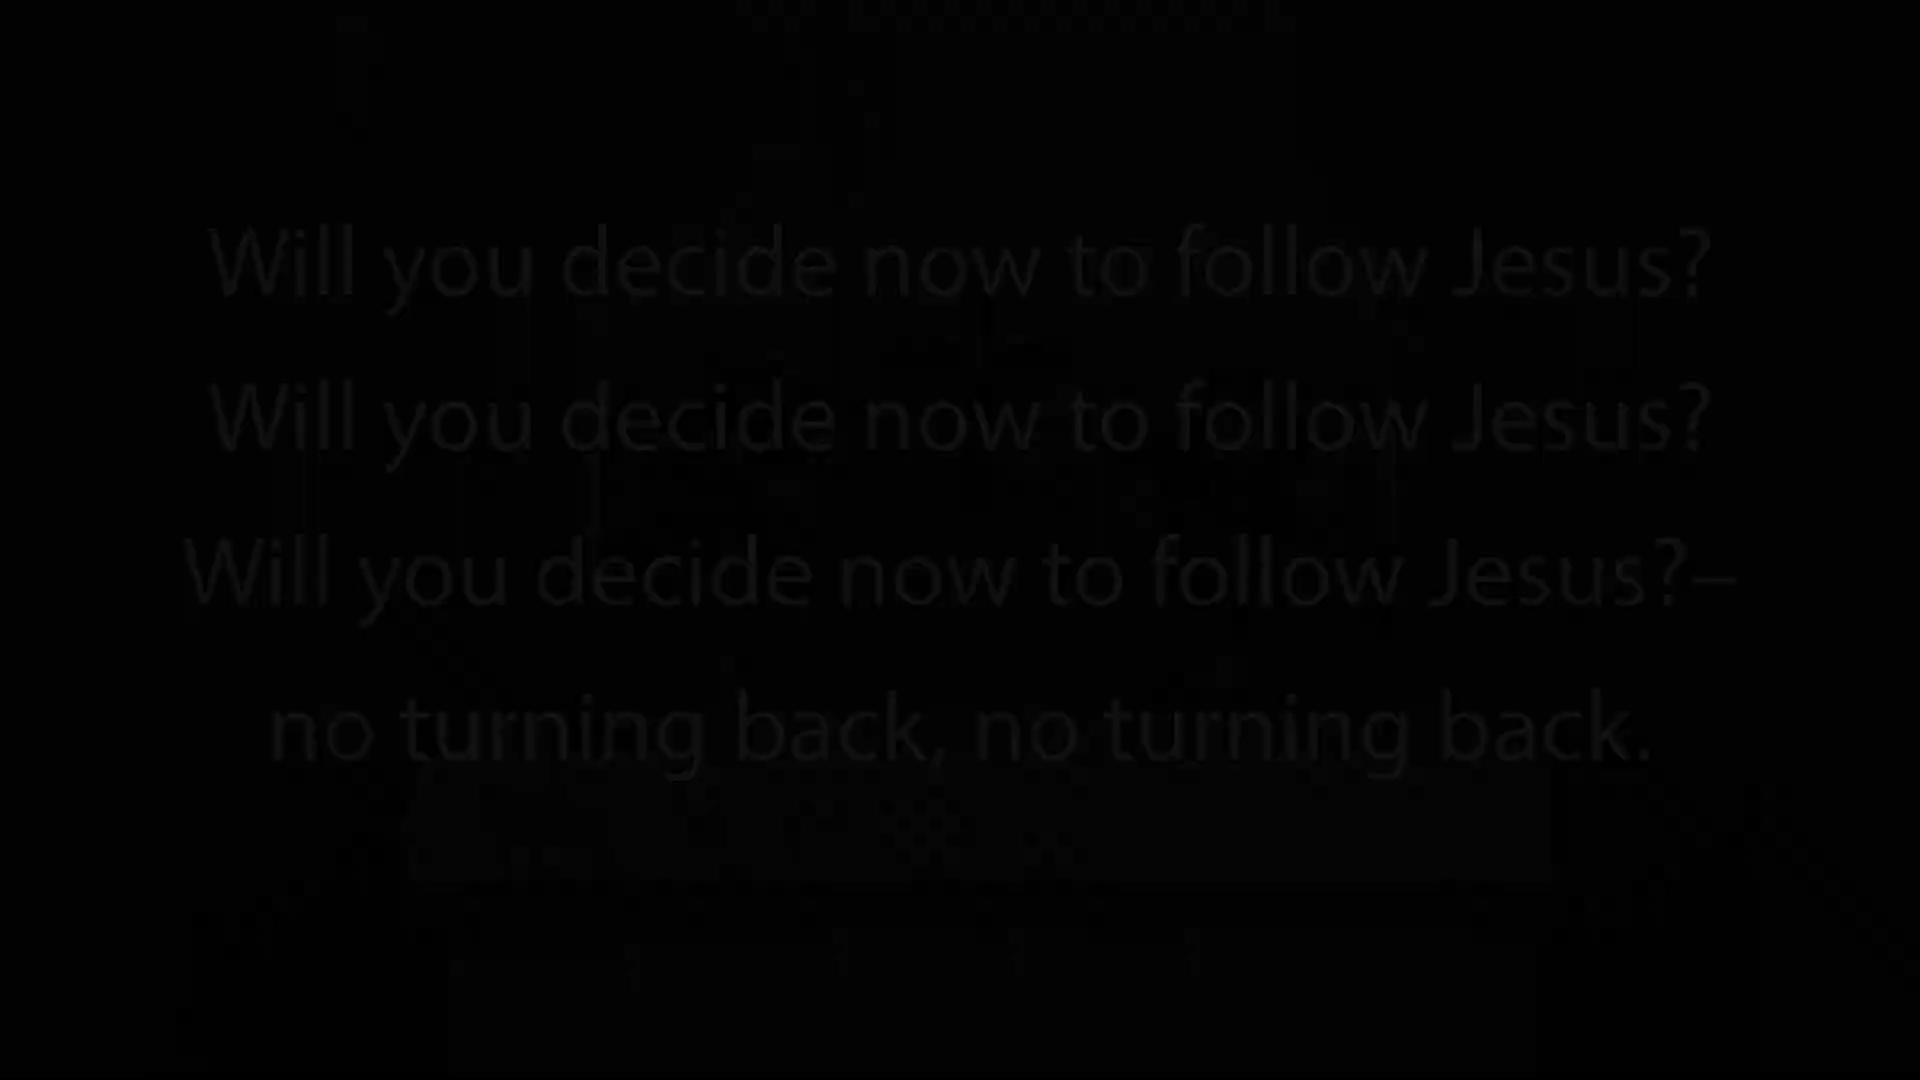 Will you decide now to follow Jesus?
Will you decide now to follow Jesus?
Will you decide now to follow Jesus?–
no turning back, no turning back.